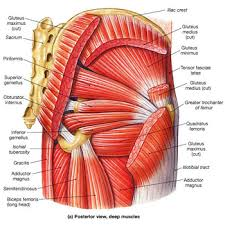 Gluteus
maximus
(cut)
Sacrum
Piriformis
Superior
gemellus
Obturator
internus
Inferior
gemellus
Ischial
tuberosity
Gracilis
Adductor
magnus
Semitendinosus
Biceps femoris
(long head)
Iliac crest
Gluteus
medius
(cut)
Gluteus
minimus
Tensor fasciae
latae
Gluteus
medius (cut)
Greater trochanter
of femur
Quadratus
femoris
Gluteus
maximus
(cut)
Iliotibial tract
Adductor
magnus
(a) Posterior view, deep muscles